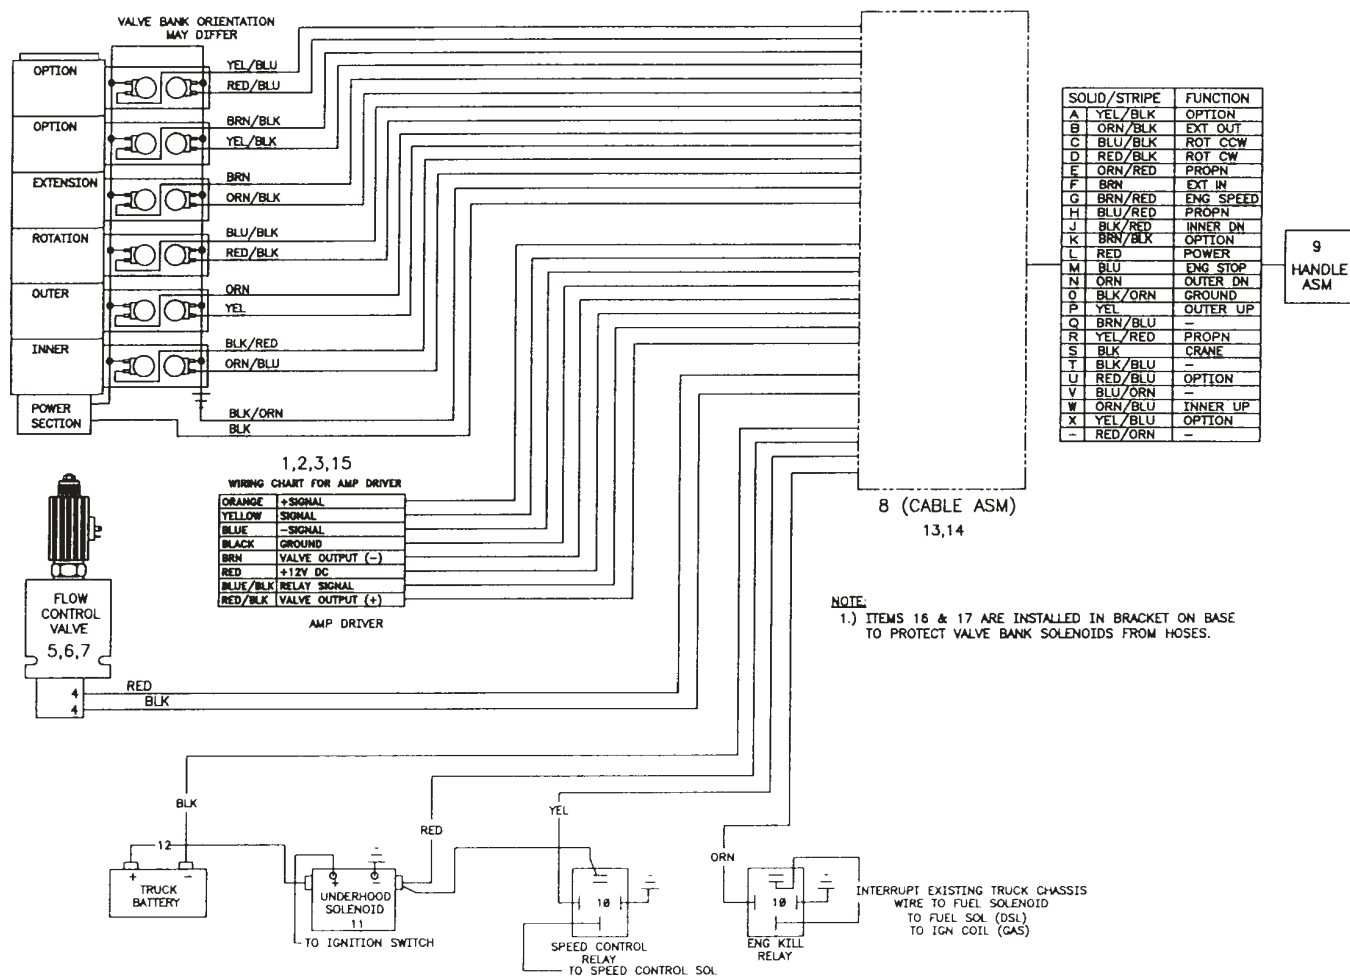 VALVE BANK ORIENTATION
MAY DIFFER
OPTION
YEL/BLU
RED/BLU
OPTION
BRN/BLK
YEL/BLK
EXTENSION
BRN
ORN/BLK
ROTATION
BLU/BLK
RED/BLK
OUTER
ORN
YEL
INNER
BLK/RED
ORN/BLU
POWER
SECTION
BLK/ORN
BLK
SOLID/STRIPE FUNCTION
A YEL/BLK OPTION
B ORN/BLK EXT OUT
C BLU/BLK ROT CCW
D RED/BLK ROT CW
E ORN/RED PROPN
F BRN EXT IN
G BRN/RED ENG SPEED
H BLU/RED PROPN
J BLK/RED INNER DN
K BRN/BLK OPTION
L RED POWER
M BLU ENG STOP
N ORN OUTER DN
O BLK/ORN GROUND
P YEL OUTER UP
Q BRN/BLU -
R YEL/RED PROPN
S BLK CRANE
T BLK/BLU -
U RED/BLU OPTION
V BLU/ORN -
W ORN/BLU INNER UP
X YEL/BLU OPTION
- RED/ORN -
9
HANDLE
ASM
1,2,3,15
WIRING CHART FOR AMP DRIVER
ORANGE +SIGNAL
YELLOW SIGNAL
BLUE -SIGNAL
BLACK GROUND
BRN VALVE OUTPUT (-)
RED +12V DC
BLUE/BLK RELAY SIGNAL
RED/BLK VALVE OUTPUT (+)
AMP DRIVER
8 (CABLE ASM)
13,14
FLOW
CONTROL
VALVE
5,6,7
4
4
RED
BLK
NOTE:
1.) ITEMS 16 & 17 ARE INSTALLED IN BRACKET ON BASE
TO PROTECT VALVE BANK SOLENOIDS FROM HOSES.
BLK
RED
YEL
ORN
12
+ -
TRUCK
BATTERY
+ -
UNDERHOOD
SOLENOID
11
TO IGNITION SWITCH
10
SPEED CONTROL
RELAY
TO SPEED CONTROL SOL
10
ENG KILL
RELAY
INTERRUPT EXISTING TRUCK CHASSIS
WIRE TO FUEL SOLENOID
TO FUEL SOL (DSL)
TO IGN COIL (GAS)